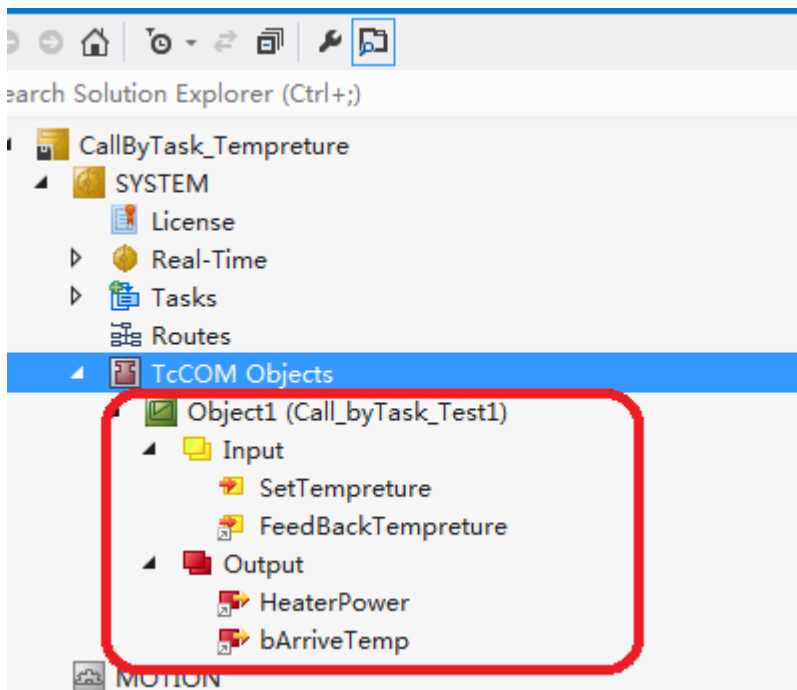 earch Solution Explorer (Ctrl+;)
CallByTask_Tempreture
SYSTEM
License
Real-Time
Tasks
Routes
TcCOM Objects
Object1 (Call_byTask_Test1)
Input
SetTempreture
FeedBackTempreture
Output
HeaterPower
bArriveTemp
MOTION